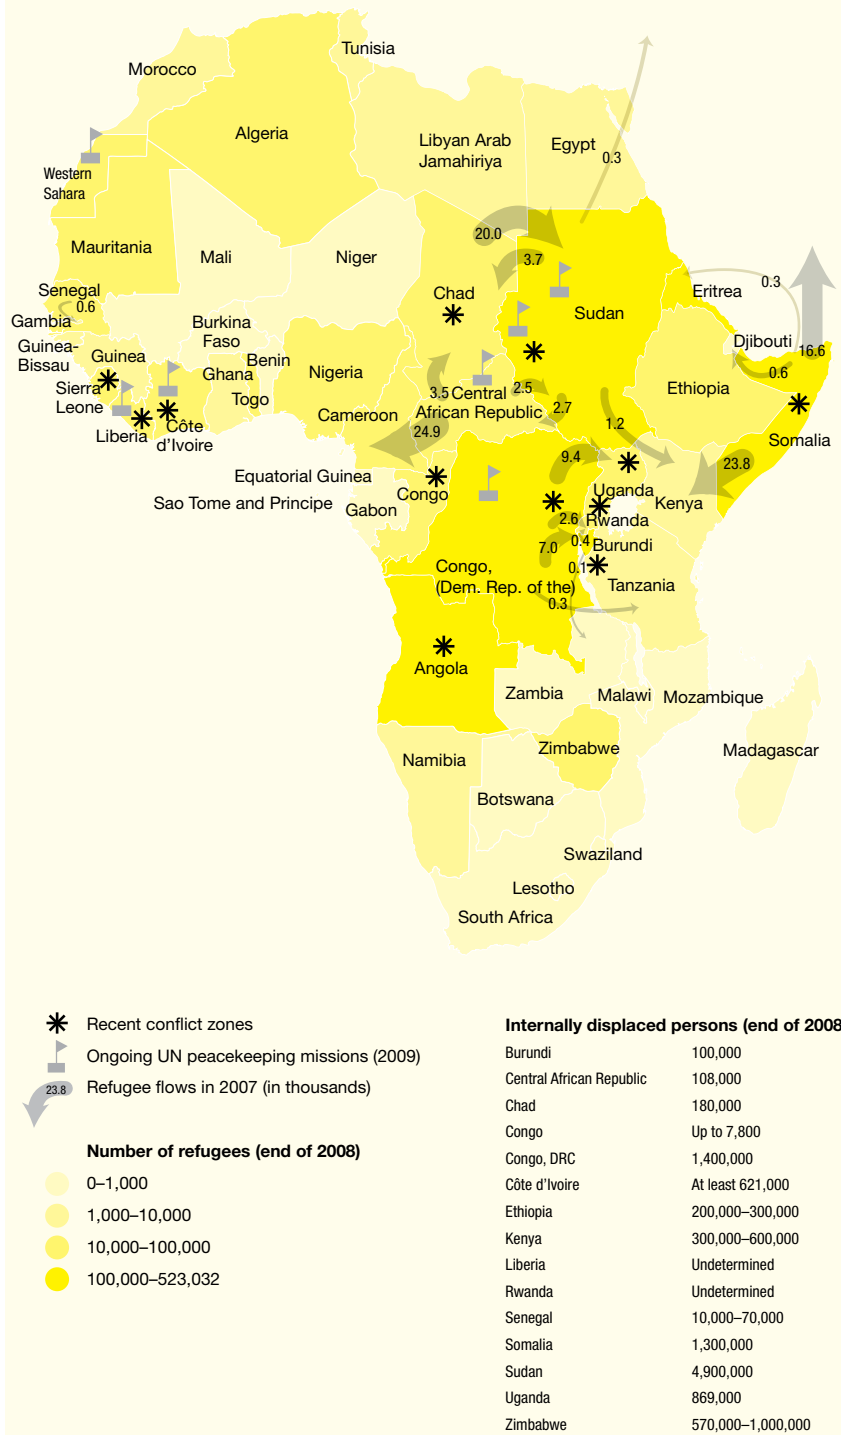 Tunisia
Morocco
Algeria
Libyan Arab
Jamahiriya
Egypt
0.3
Western
Sahara
Mauritania
Mali
Niger
20.0
3.7
0.3
Senegal
0.6
Chad
Eritrea
Sudan
Gambia
Burkina
Faso
Djibouti
16.6
Guinea-
Bissau
Guinea
Benin
Nigeria
Ghana
0.6
Ethiopia
Sierra
Leone
Togo
3.5
Central
African Republic
2.5
2.7
Cameroon
1.2
Côte
d'Ivoire
Liberia
24.9
Somalia
9.4
23.8
Equatorial Guinea
Congo
Uganda
Sao Tome and Principe
Gabon
Kenya
2.6
Rwanda
7.0
0.4
Burundi
Congo,
(Dem. Rep. of the)
0.1
Tanzania
0.3
Angola
Zambia
Malawi
Mozambique
Zimbabwe
Madagascar
Namibia
Botswana
Swaziland
Lesotho
South Africa
Recent conflict zones
Ongoing UN peacekeeping missions (2009)
23.8
Refugee flows in 2007 (in thousands)
Number of refugees (end of 2008)
0–1,000
1,000–10,000
10,000–100,000
100,000–523,032
Internally displaced persons (end of 2008
Burundi 100,000
Central African Republic 108,000
Chad 180,000
Congo Up to 7,800
Congo, DRC 1,400,000
Côte d'Ivoire At least 621,000
Ethiopia 200,000–300,000
Kenya 300,000–600,000
Liberia Undetermined
Rwanda Undetermined
Senegal 10,000–70,000
Somalia 1,300,000
Sudan 4,900,000
Uganda 869,000
Zimbabwe 570,000–1,000,000